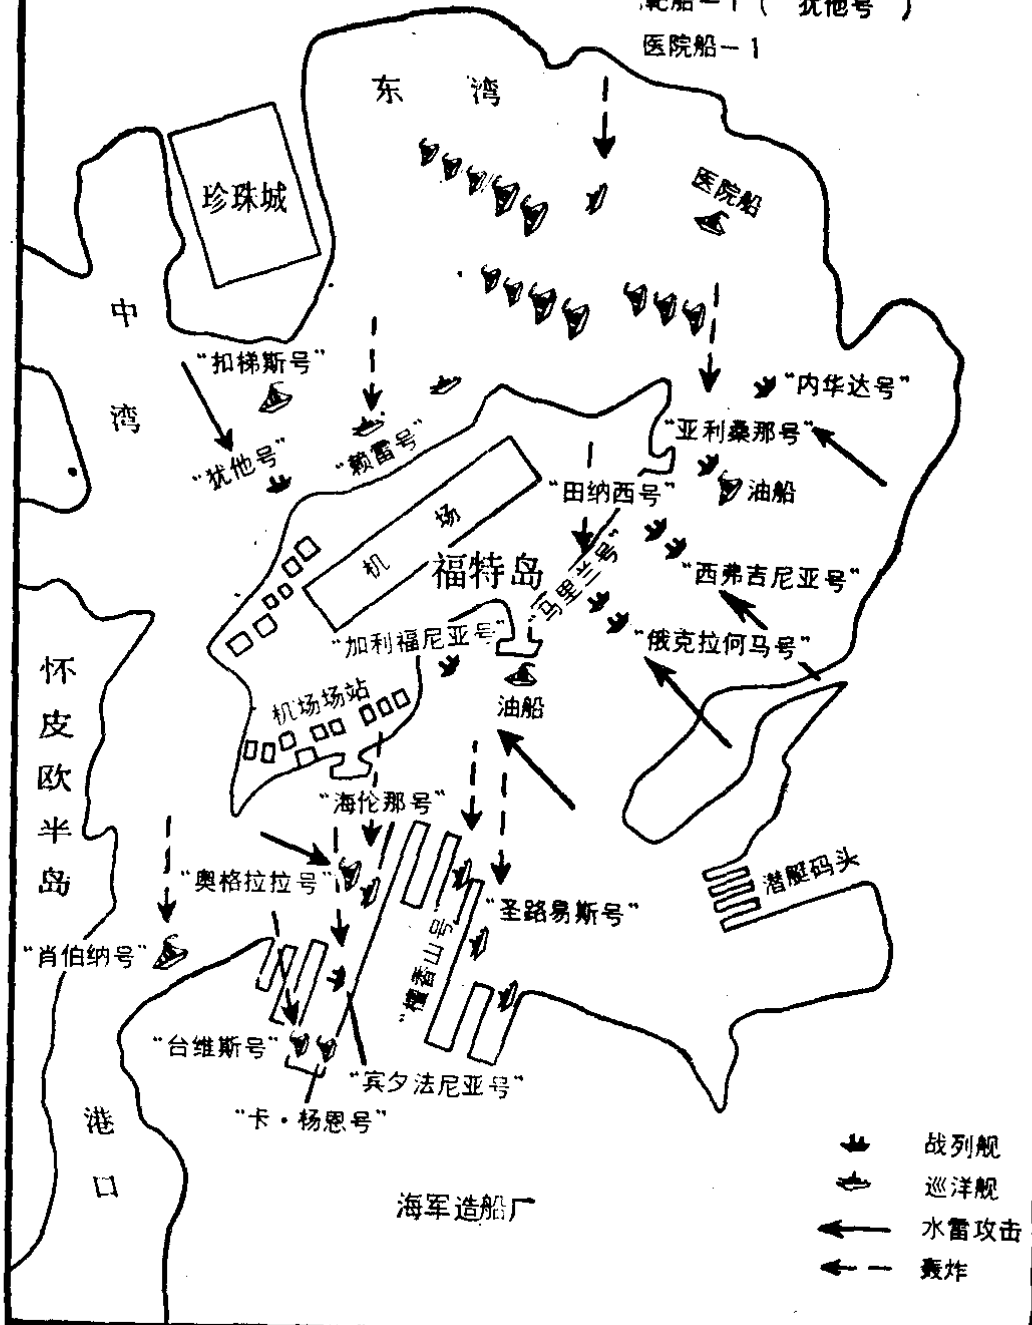 靶船－1（ 犹他号 ）
医院船－1
东 湾
珍珠城
医院船
中湾
“扣梯斯号”
“内华达号”
“亚利桑那号”
“赖雷号”
“犹他号”
“田纳西号”
油船
机场
福特岛
“马里兰号”
“西弗吉尼亚号”
“加利福尼亚号”
“俄克拉何马号”
怀皮欧半岛
机场场站
油船
“海伦那号”
“奥格拉拉号”
潜艇码头
“圣路易斯号”
“檀香山号”
“肖伯纳号”
“台维斯号”
“宾夕法尼亚号”
“卡·杨恩号”
港口
海军造船厂
战列舰
巡洋舰
水雷攻击
轰炸